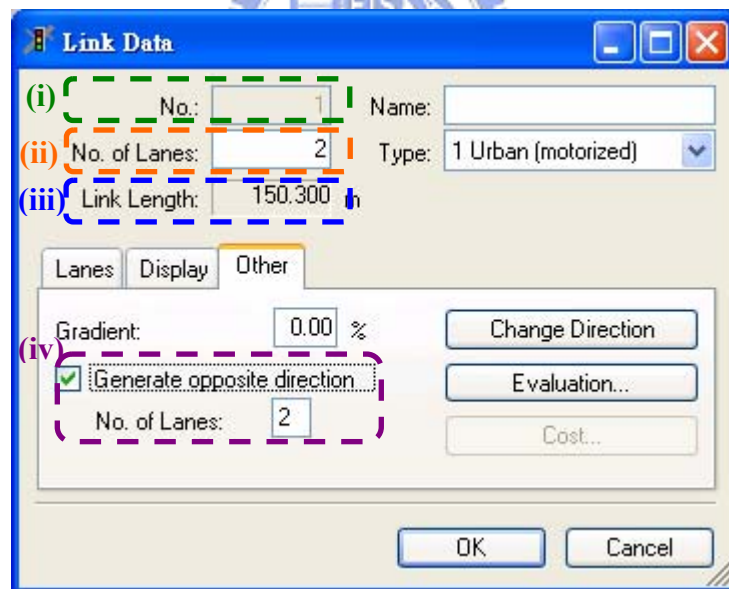 Link Data
(i) No.: 1 Name:
(ii) No. of Lanes: 2 Type: 1 Urban (motorized)
(iii) Link Length: 150.300 m
Lanes Display Other
Gradient: 0.00 % Change Direction
(iv)
Generate opposite direction Evaluation...
No. of Lanes: 2
Cost...
OK Cancel